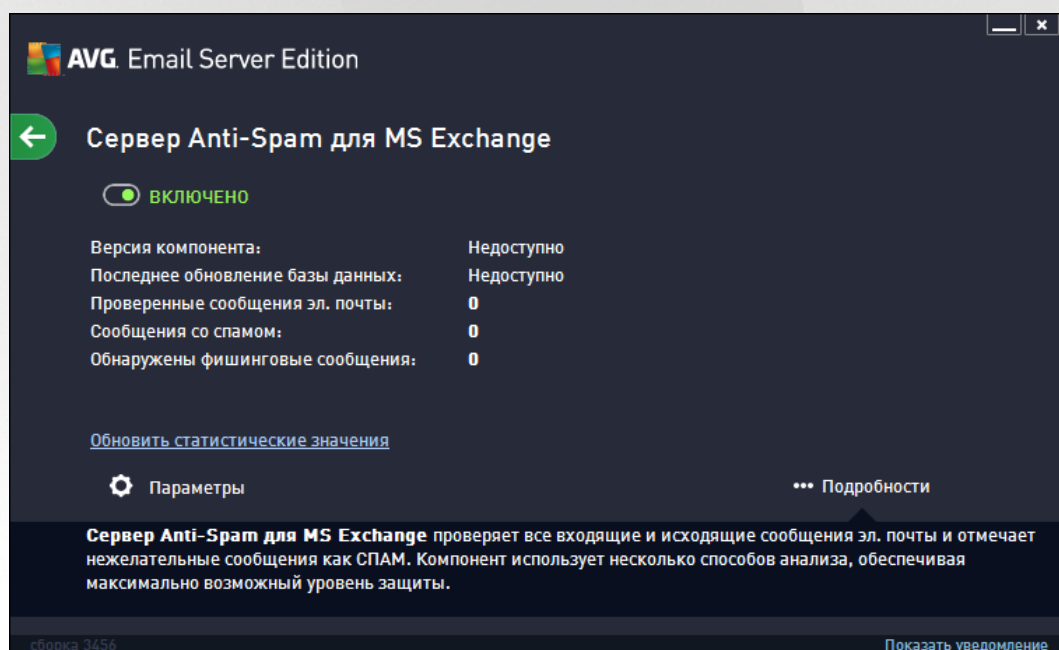 AVG. Email Server Edition
Сервер Anti-Spam для MS Exchange
ВКЛЮЧЕНО
Версия компонента: Недоступно
Последнее обновление базы данных: Недоступно
Проверенные сообщения эл. почты: 0
Сообщения со спамом: 0
Обнаружены фишинговые сообщения: 0
Обновить статистические значения
Параметры
Подробности
Сервер Anti-Spam для MS Exchange проверяет все входящие и исходящие сообщения эл. почты и отмечает
нежелательные сообщения как СПАМ. Компонент использует несколько способов анализа, обеспечивая
максимально возможный уровень защиты.
сборка 3456
Показать уведомление